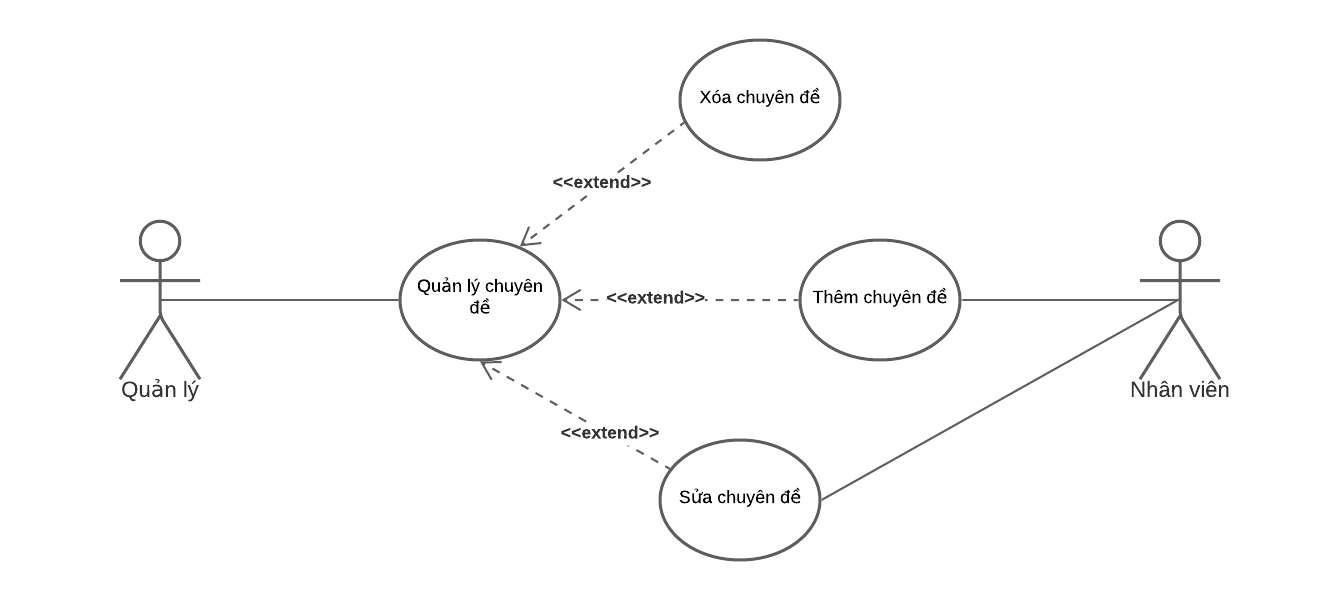 Xóa chuyên đề
<<extend>>
Quản lý chuyên
đề
<<extend>>
Thêm chuyên đề
Quản lý
Nhân viên
<<extend>>
Sửa chuyên đề